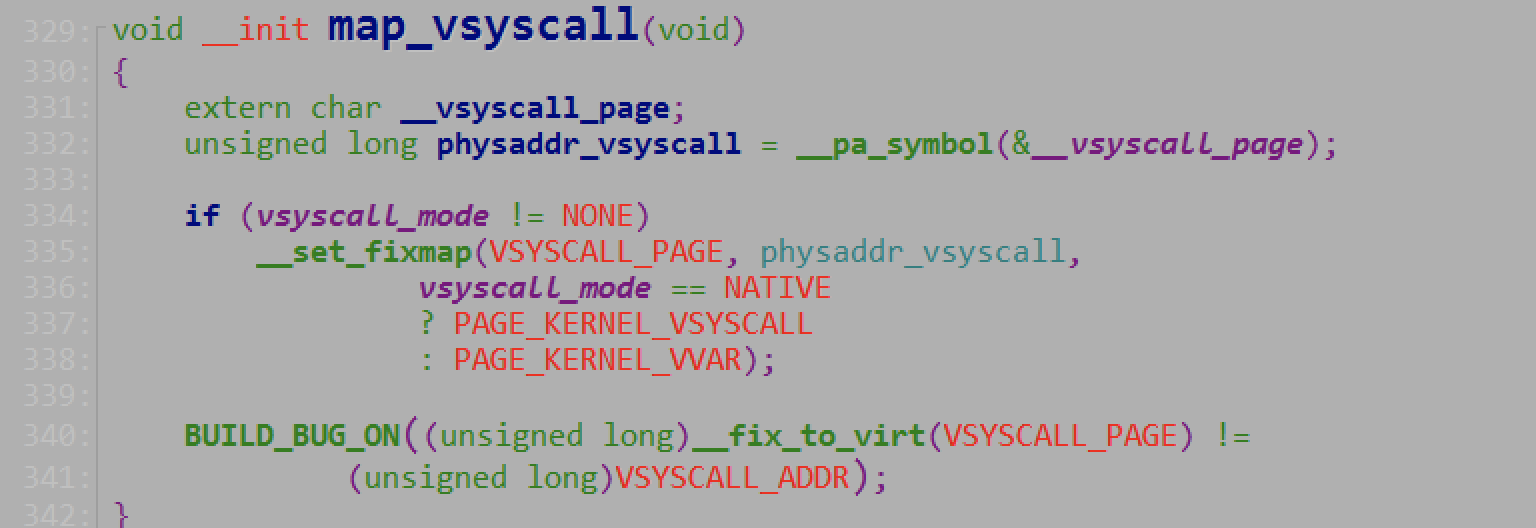 329: void __init map_vsyscall(void)
330: {
331:     extern char __vsyscall_page;
332:     unsigned long physaddr_vsyscall = __pa_symbol(&__vsyscall_page);
333:
334:     if (vsyscall_mode != NONE)
335:         __set_fixmap(VSYSCALL_PAGE, physaddr_vsyscall,
336:                  vsyscall_mode == NATIVE
337:                  ? PAGE_KERNEL_VSYSCALL
338:                  : PAGE_KERNEL_VVAR);
339:
340:     BUILD_BUG_ON((unsigned long)__fix_to_virt(VSYSCALL_PAGE) !=
341:              (unsigned long)VSYSCALL_ADDR);
342: }